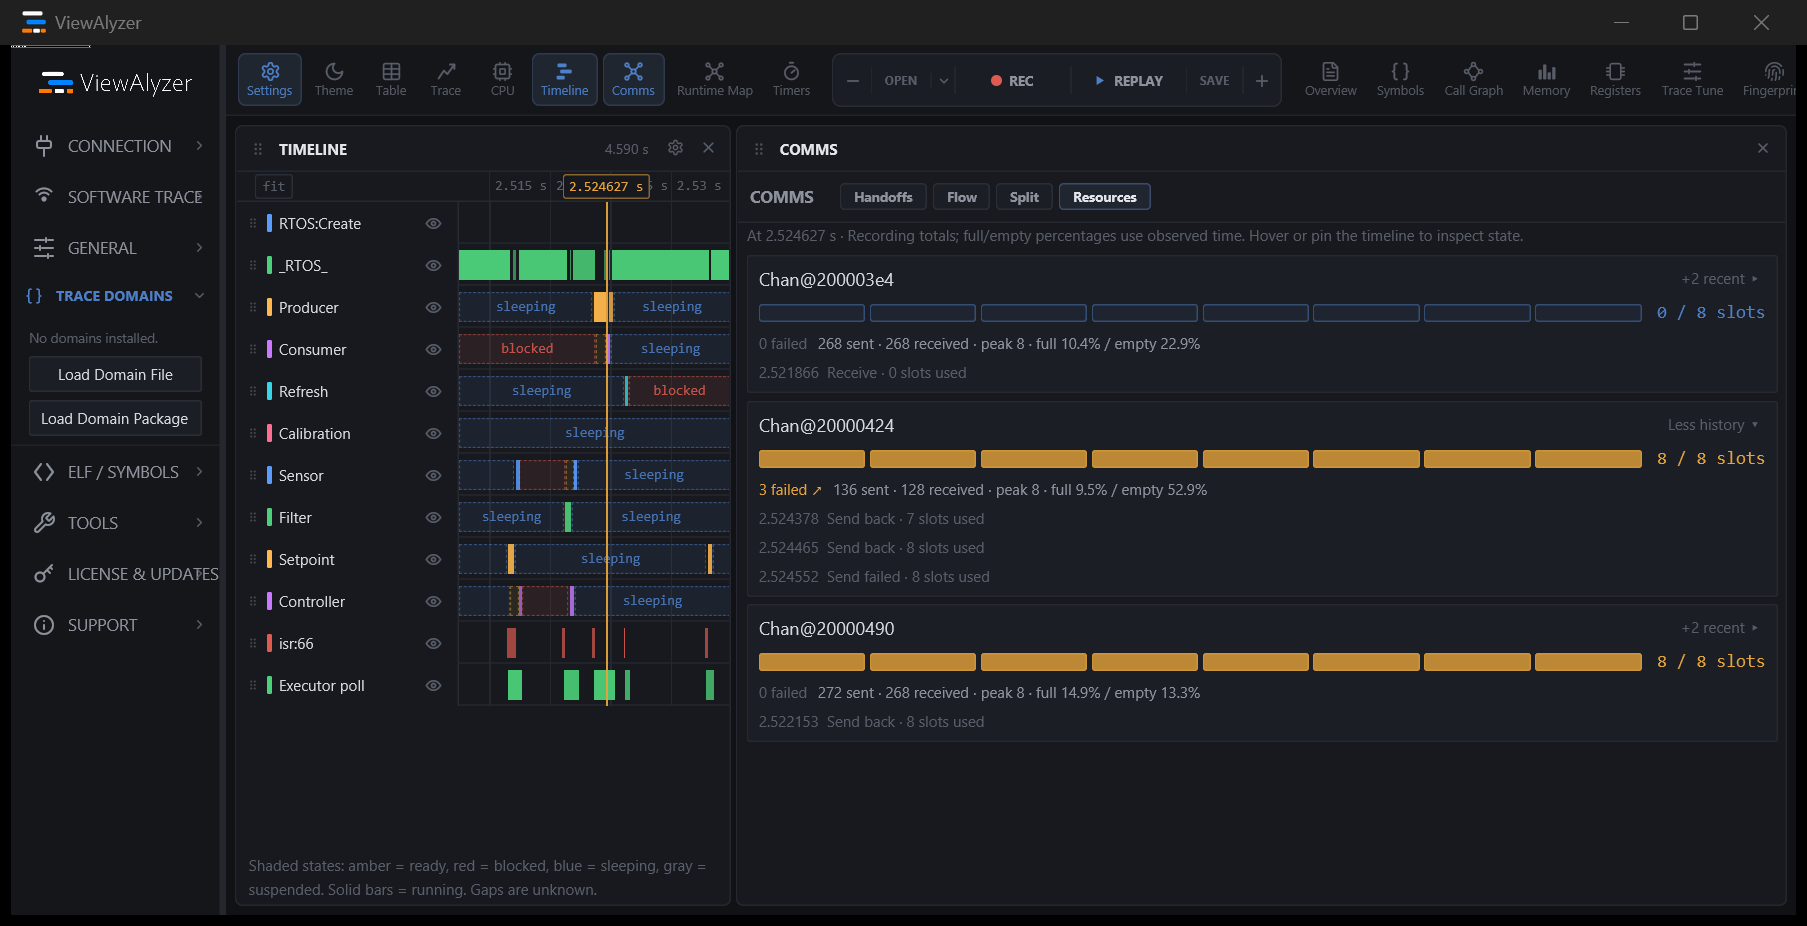 ViewAlyzer
ViewAlyzer
CONNECTION
SOFTWARE TRACE
GENERAL
TRACE DOMAINS
No domains installed.
Load Domain File
Load Domain Package
ELF / SYMBOLS
TOOLS
LICENSE & UPDATES
SUPPORT
Settings Theme Table Trace CPU Timeline Comms Runtime Map Timers
OPEN REC REPLAY SAVE
Overview Symbols Call Graph Memory Registers Trace Tune Fingerprin
TIMELINE 4.590 s
fit 2.515 s 2 2.524627 s s 2.53 s
RTOS:Create
_RTOS_
Producer sleeping sleeping
Consumer blocked sleeping
Refresh sleeping blocked
Calibration sleeping
Sensor sleeping
Filter sleeping sleeping
Setpoint sleeping
Controller sleeping
isr:66
Executor poll
Shaded states: amber = ready, red = blocked, blue = sleeping, gray =
suspended. Solid bars = running. Gaps are unknown.
COMMS
COMMS Handoffs Flow Split Resources
At 2.524627 s · Recording totals; full/empty percentages use observed time. Hover or pin the timeline to inspect state.
Chan@200003e4 +2 recent ▸
0 / 8 slots
0 failed 268 sent · 268 received · peak 8 · full 10.4% / empty 22.9%
2.521866 Receive · 0 slots used
Chan@20000424 Less history ▾
8 / 8 slots
3 failed ↗ 136 sent · 128 received · peak 8 · full 9.5% / empty 52.9%
2.524378 Send back · 7 slots used
2.524465 Send back · 8 slots used
2.524552 Send failed · 8 slots used
Chan@20000490 +2 recent ▸
8 / 8 slots
0 failed 272 sent · 268 received · peak 8 · full 14.9% / empty 13.3%
2.522153 Send back · 8 slots used